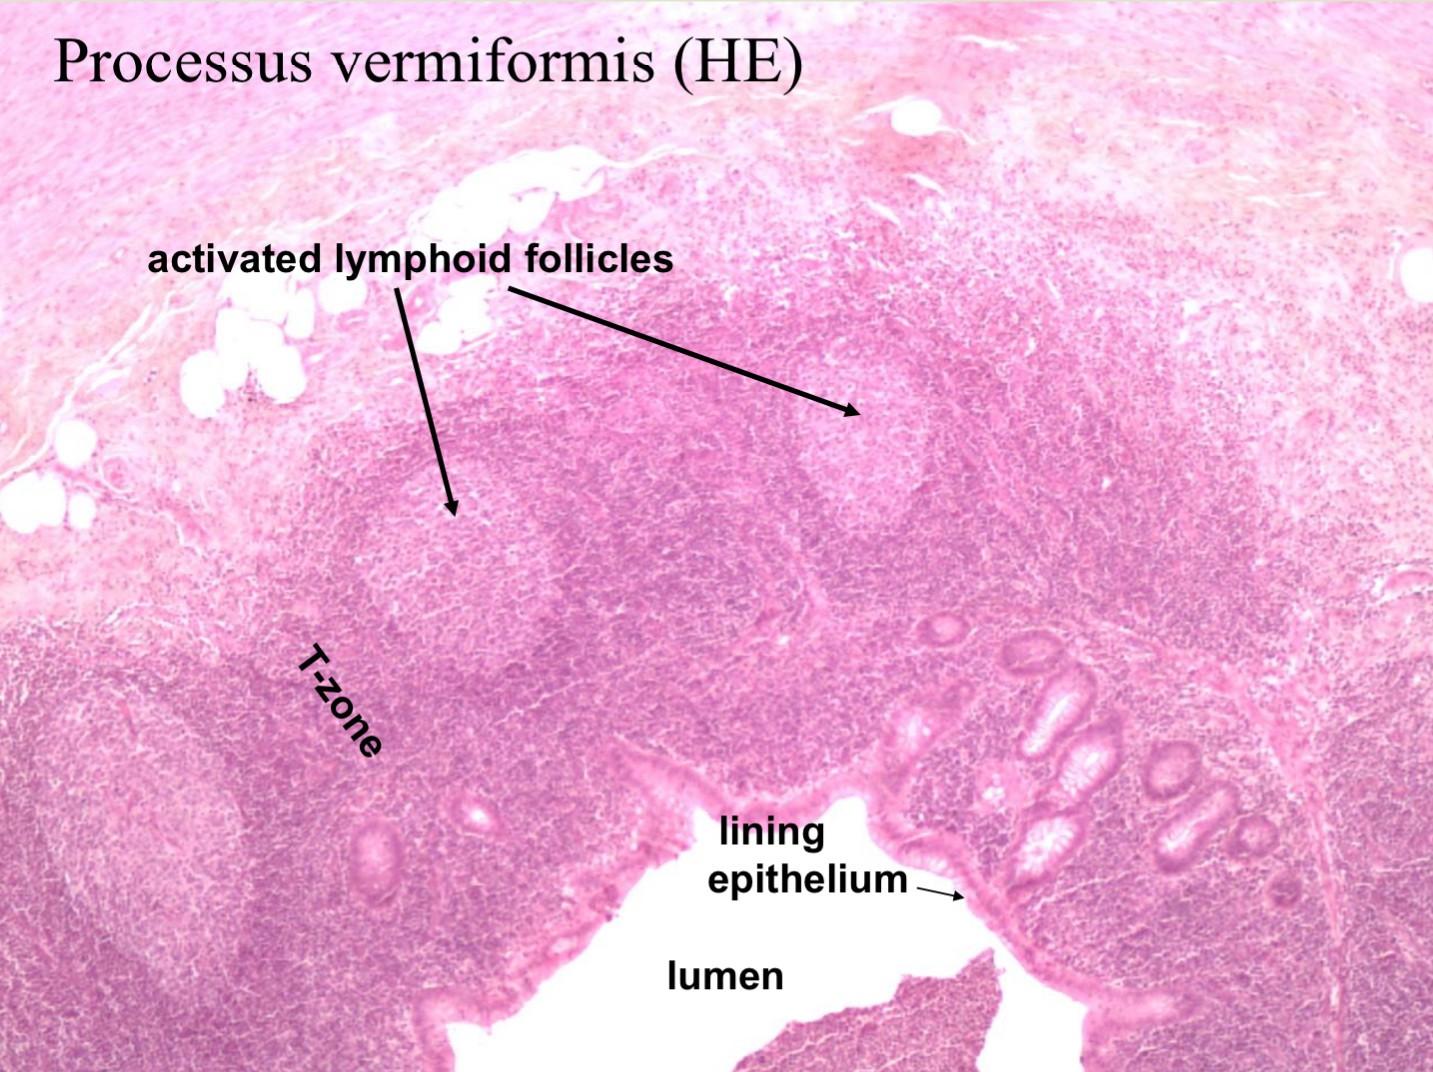 Processus vermiformis (HE)
activated lymphoid follicles
T-zone
lining
epithelium
lumen